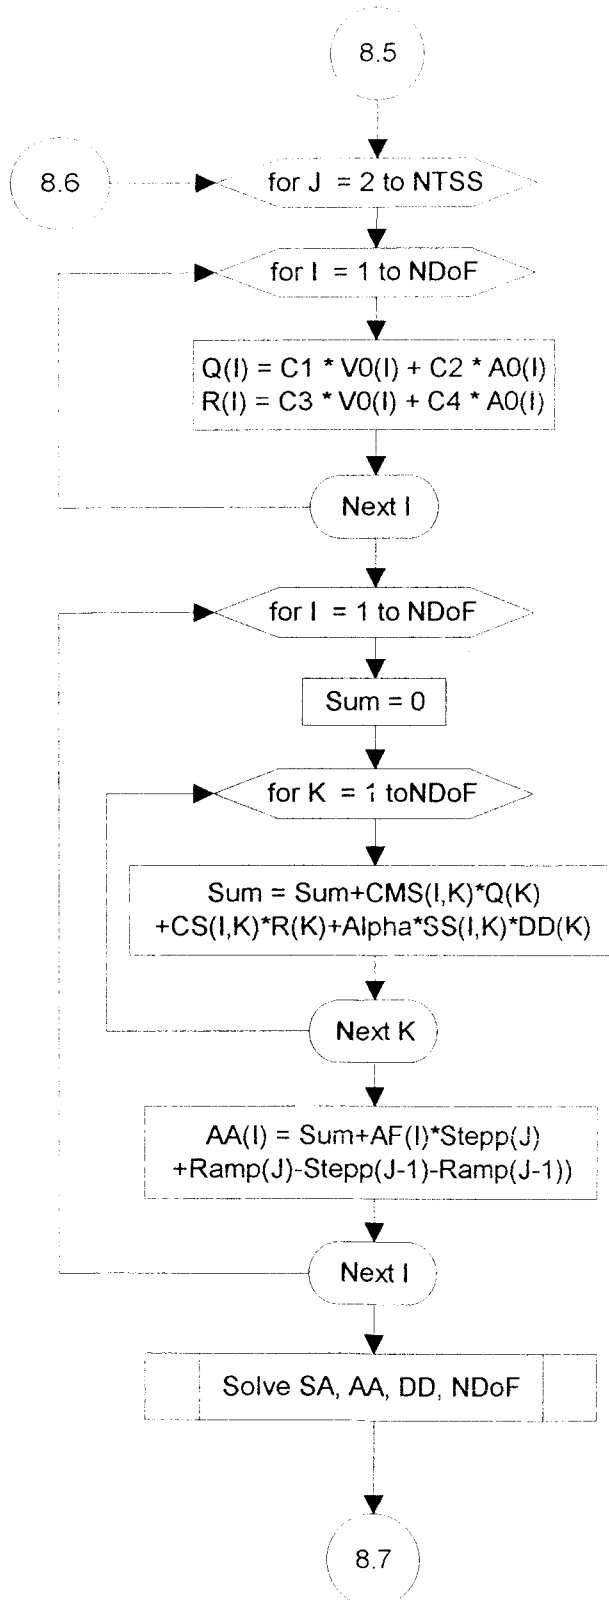 8.5
8.6
for J = 2 to NTSS
for I = 1 to NDoF
Q(I) = C1 * V0(I) + C2 * A0(I)
R(I) = C3 * V0(I) + C4 * A0(I)
Next I
for I = 1 to NDoF
Sum = 0
for K = 1 toNDoF
Sum = Sum+CMS(I,K)*Q(K)
+CS(I,K)*R(K)+Alpha*SS(I,K)*DD(K)
Next K
AA(I) = Sum+AF(I)*Stepp(J)
+Ramp(J)-Stepp(J-1)-Ramp(J-1))
Next I
Solve SA, AA, DD, NDoF
8.7